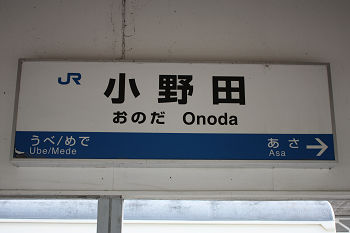 JR 小野田
おのだ Onoda
うべ/めで あさ →
Ube/Mede Asa